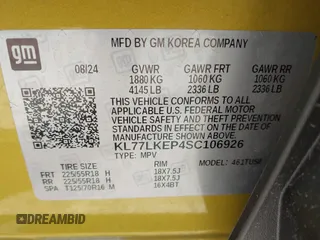 gm
MFD BY GM KOREA COMPANY
08/24 GVWR GAWR FRT GAWR RR
1880 KG 1060 KG 1060 KG
4145 LB 2336 LB 2336 LB
THIS VEHICLE CONFORMS TO ALL
APPLICABLE U.S. FEDERAL MOTOR
VEHICLE SAFETY, BUMPER, AND THEFT
PREVENTION STANDARDS IN EFFECT ON
THE DATE OF MANUFACTURE SHOWN ABOVE.
KL77LKEP4SC106926
TYPE: MPV MODEL:
TIRE SIZE RIM
FRT 225/55R18 H 18X7.5J
RR 225/55R18 H 18X7.5J
SPA T125/70R16 M 16X4BT
DREAMBID